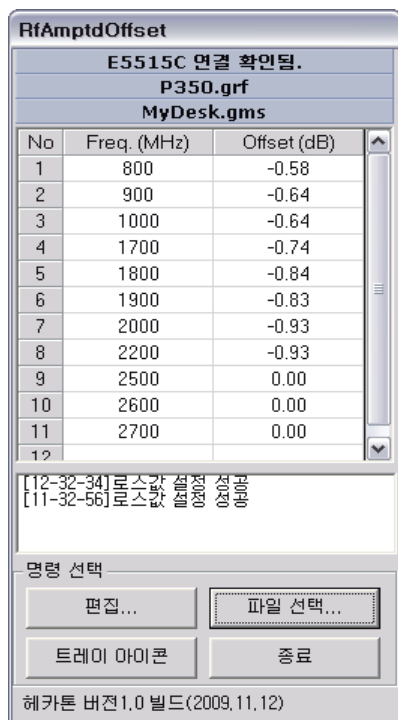 RfAmptdOffset
E5515C 연결 확인됨.
P350.grf
MyDesk.gms
No Freq. (MHz) Offset (dB)
1 800 -0.58
2 900 -0.64
3 1000 -0.64
4 1700 -0.74
5 1800 -0.84
6 1900 -0.83
7 2000 -0.93
8 2200 -0.93
9 2500 0.00
10 2600 0.00
11 2700 0.00
12
[12-32-34]로스값 설정 성공
[11-32-56]로스값 설정 성공
명령 선택
편집... 파일 선택...
트레이 아이콘 종료
헤카톤 버전1.0 빌드(2009.11.12)